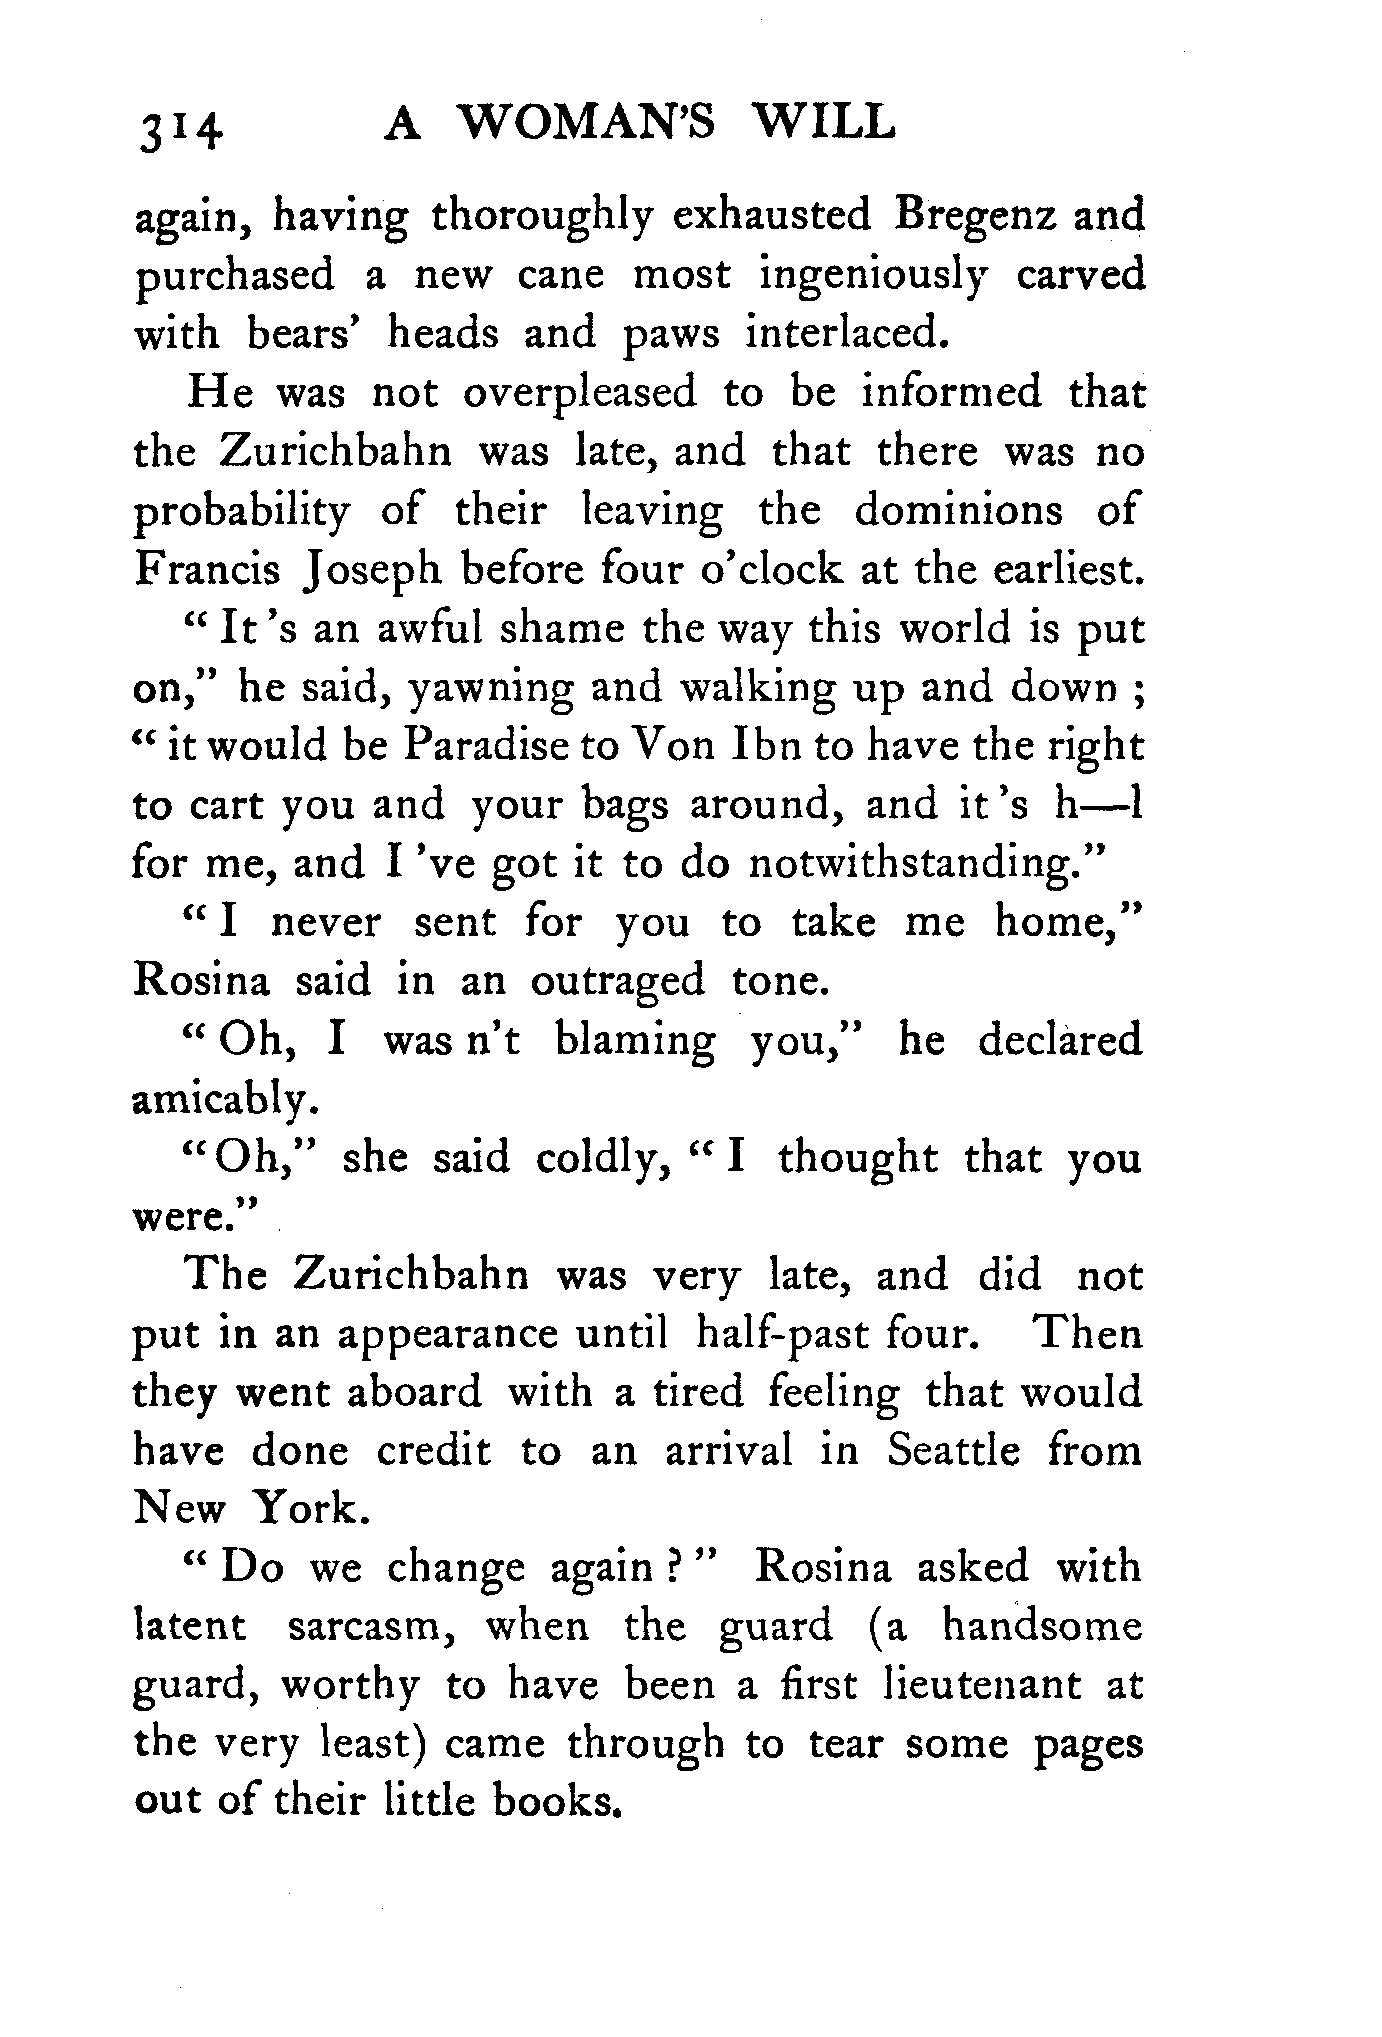 314 A WOMAN'S WILL
again, having thoroughly exhausted Bregenz and
purchased a new cane most ingeniously carved
with bears' heads and paws interlaced.
He was not overpleased to be informed that
the Zurichbahn was late, and that there was no
probability of their leaving the dominions of
Francis Joseph before four o'clock at the earliest.
“ It 's an awful shame the way this world is put
on,” he said, yawning and walking up and down ;
“ it would be Paradise to Von Ibn to have the right
to cart you and your bags around, and it 's h—l
for me, and I 've got it to do notwithstanding.”
“ I never sent for you to take me home,”
Rosina said in an outraged tone.
“ Oh, I was n't blaming you,” he declared
amicably.
“ Oh,” she said coldly, “ I thought that you
were.”
The Zurichbahn was very late, and did not
put in an appearance until half-past four. Then
they went aboard with a tired feeling that would
have done credit to an arrival in Seattle from
New York.
“ Do we change again ? ” Rosina asked with
latent sarcasm, when the guard (a handsome
guard, worthy to have been a first lieutenant at
the very least) came through to tear some pages
out of their little books.